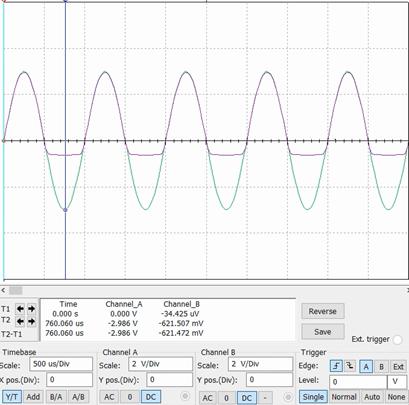 Time Channel_A Channel_B
T1 0.000 s 0.000 V -34.425 uV
T2 760.060 us -2.986 V -621.507 mV
T2-T1 760.060 us -2.986 V -621.472 mV
Reverse
Save
Ext. trigger
Timebase
Scale: 500 us/Div
X pos.(Div): 0
Y/T Add B/A A/B
Channel A
Scale: 2 V/Div
Y pos.(Div): 0
AC 0 DC
Channel B
Scale: 2 V/Div
Y pos.(Div): 0
AC 0 DC -
Trigger
Edge: A B Ext
Level: 0 V
Single Normal Auto None